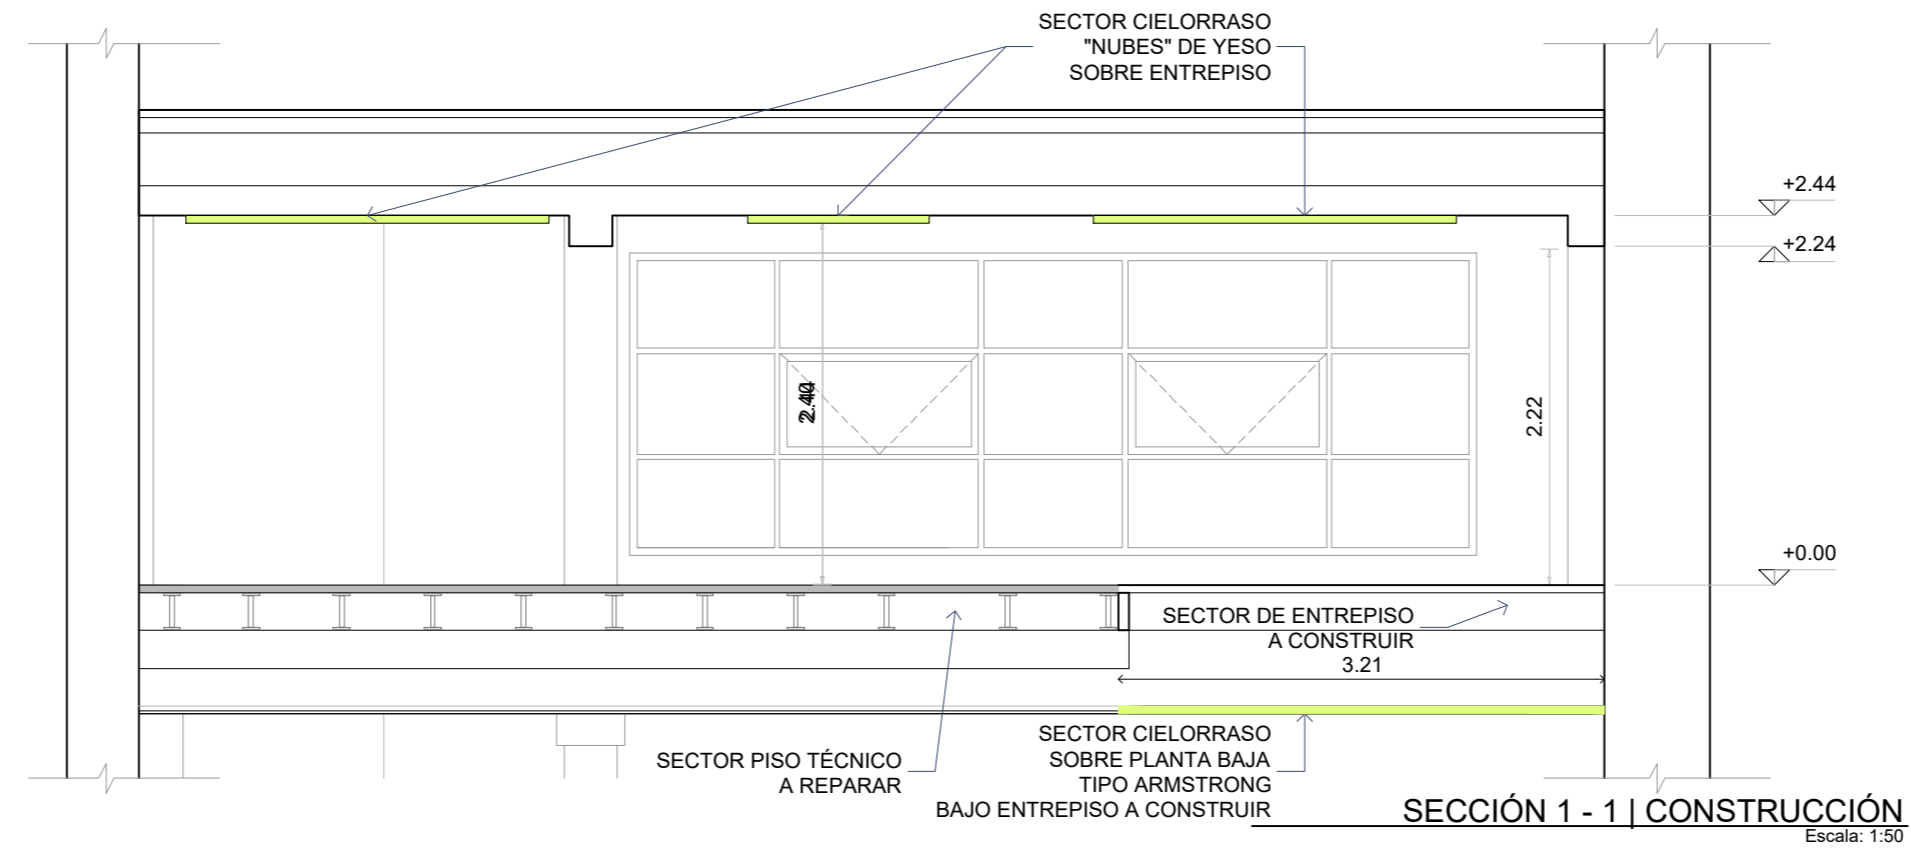 SECTOR CIELORRASO
"NUBES" DE YESO
SOBRE ENTREPISO
+2.44
+2.24
2.22
+0.00
SECTOR DE ENTREPISO
A CONSTRUIR
3.21
SECTOR PISO TÉCNICO
A REPARAR
SECTOR CIELORRASO
SOBRE PLANTA BAJA
TIPO ARMSTRONG
BAJO ENTREPISO A CONSTRUIR
SECCIÓN 1 - 1 | CONSTRUCCIÓN
Escala: 1:50